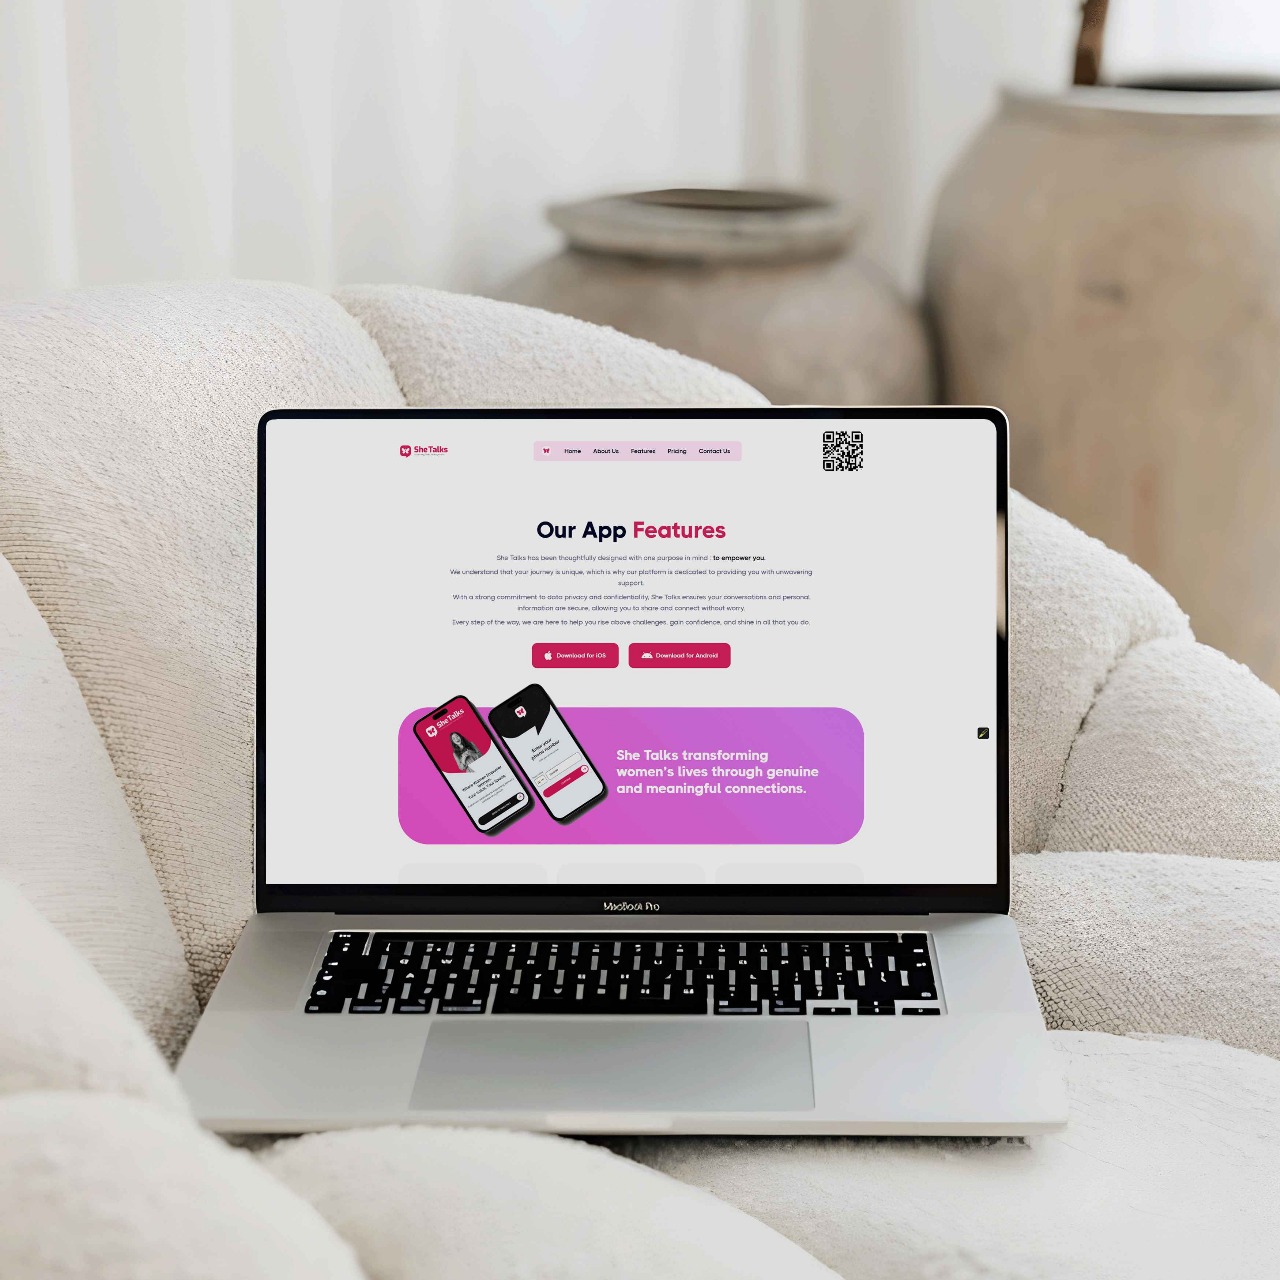 She Talks
Home About Us Features Pricing Contact Us
Our App Features
She Talks has been thoughtfully designed with one purpose in mind : to empower you.
We understand that your journey is unique, which is why our platform is dedicated to providing you with unwavering
support.
With a strong commitment to data privacy and confidentiality, She Talks ensures your conversations and personal
information are secure, allowing you to share and connect without worry.
Every step of the way, we are here to help you rise above challenges, gain confidence, and shine in all that you do.
Download for iOS Download for Android
She Talks
Enter your
phone number
She Talks transforming
women's lives through genuine
and meaningful connections.
MacBook Pro